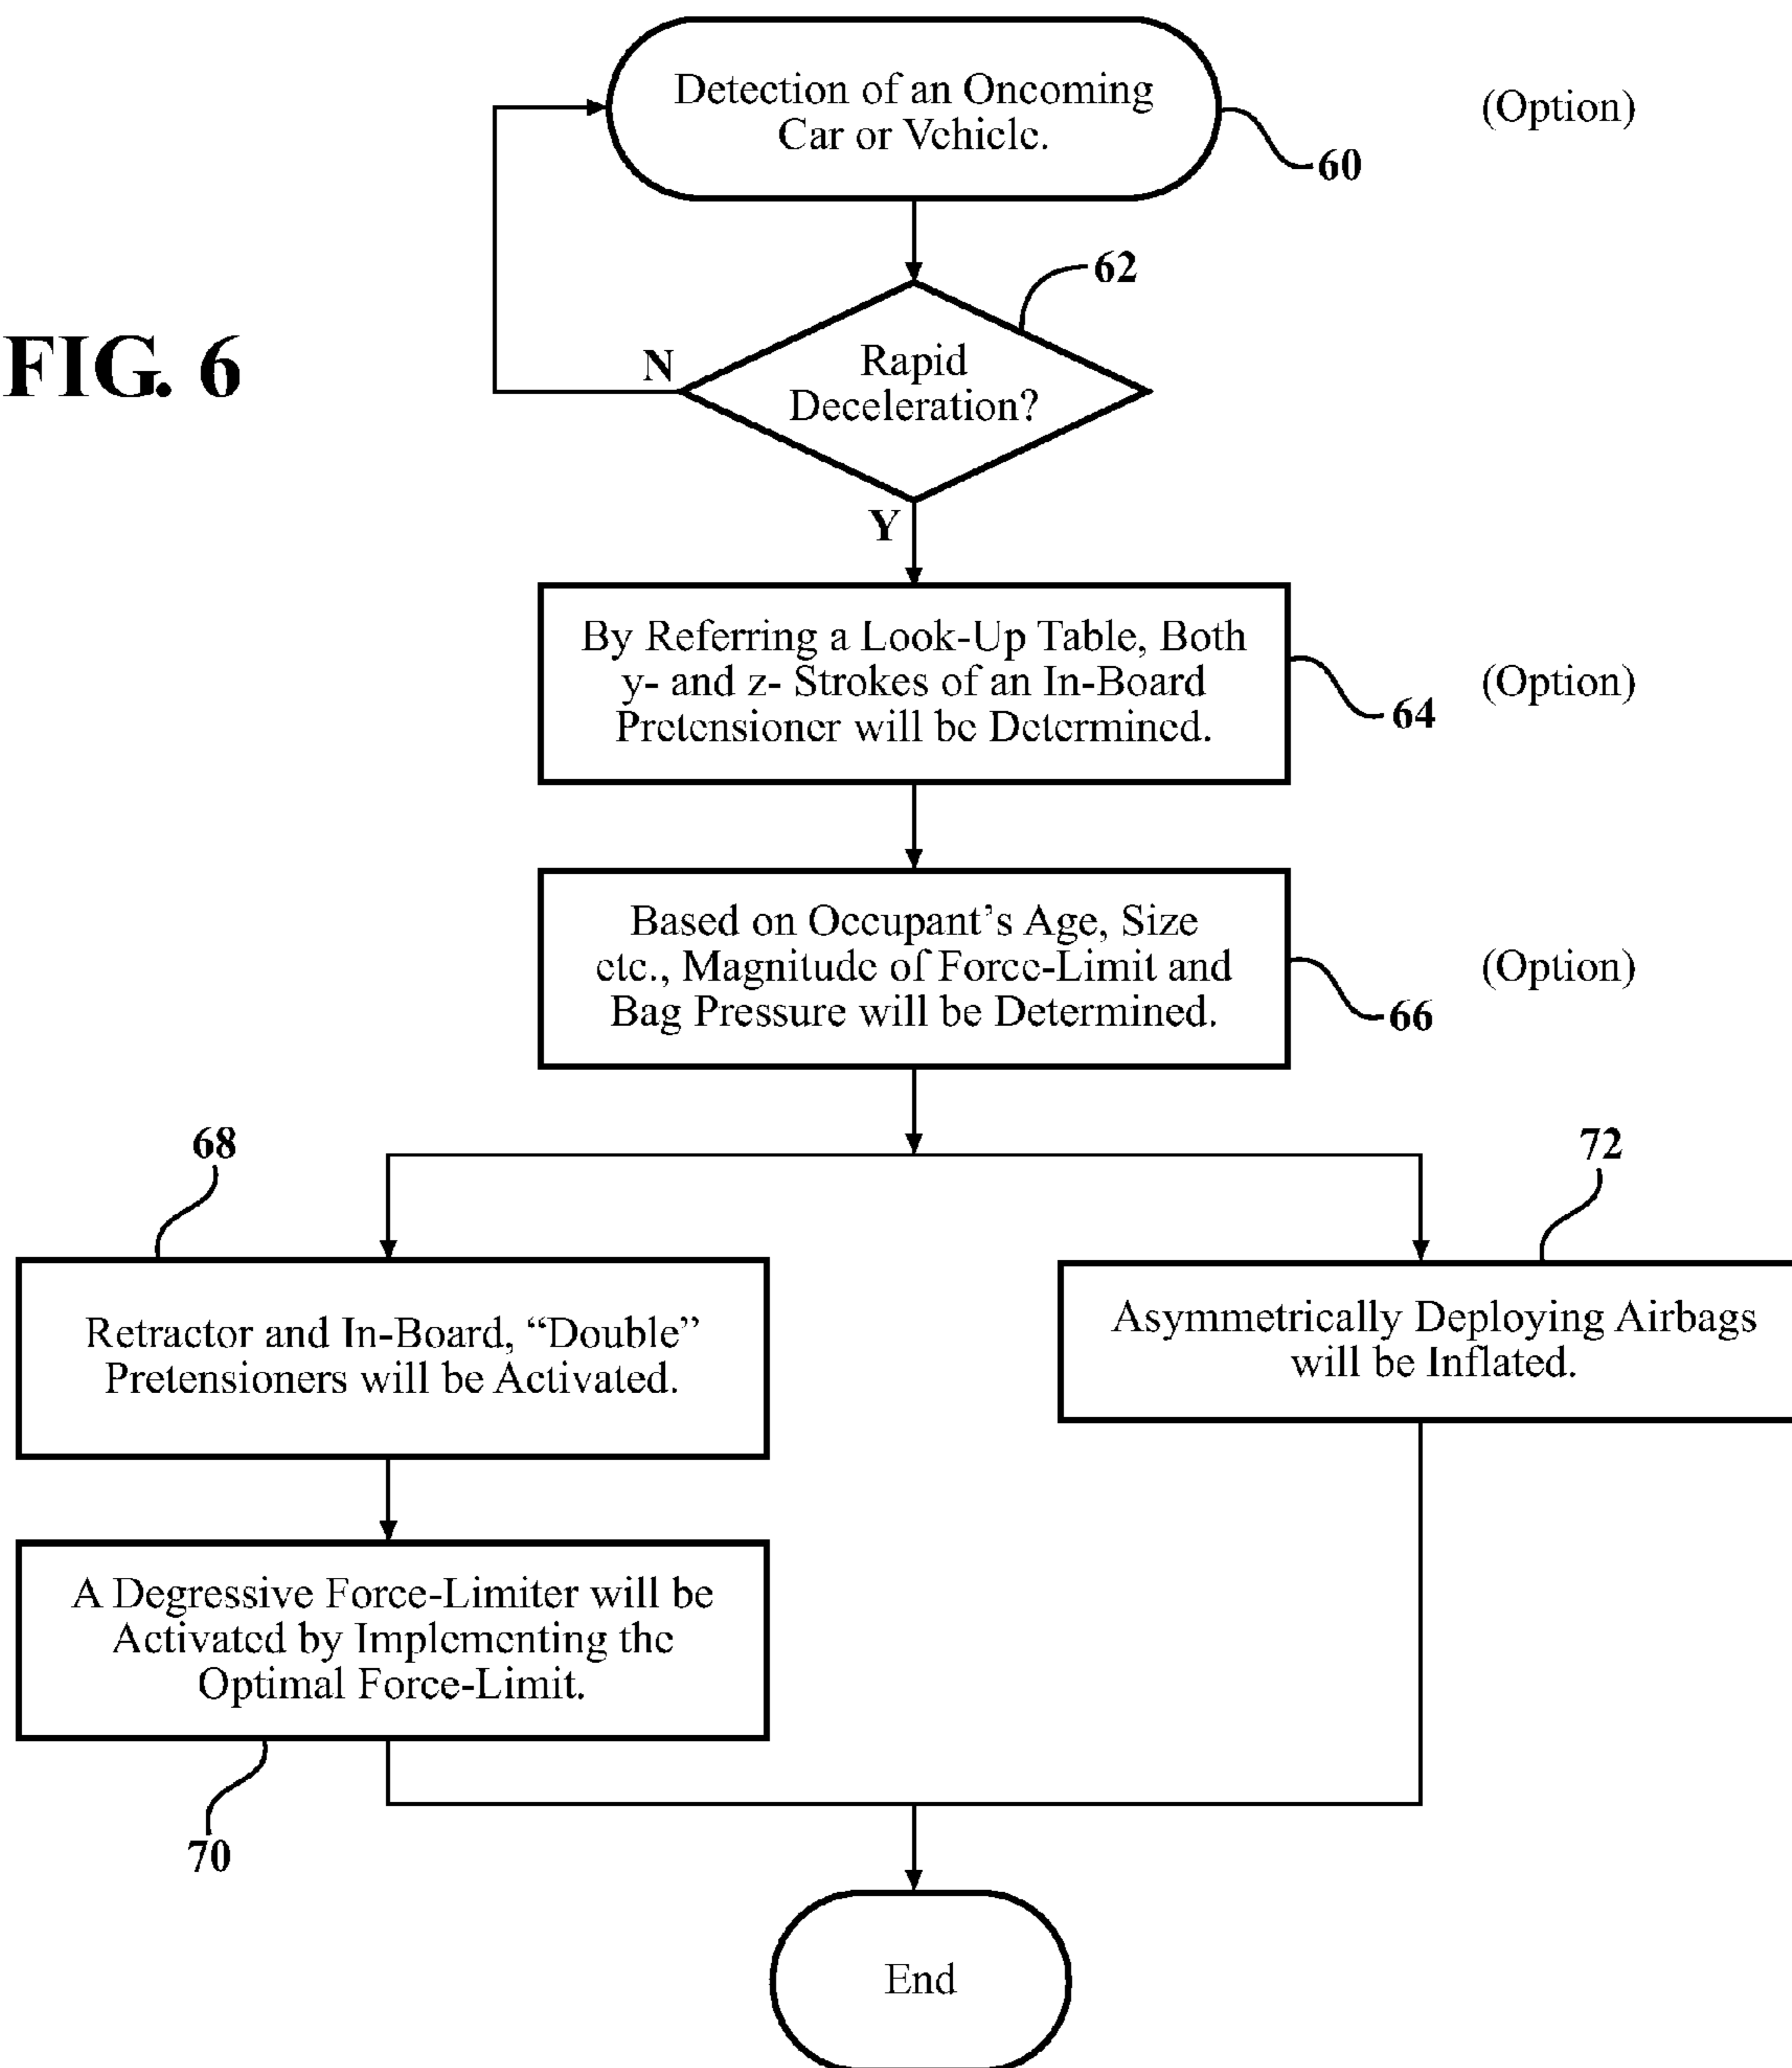 Detection of an Oncoming
Car or Vehicle.
(Option)
60
62
FIG. 6
N
Rapid
Deceleration?
Y
By Referring a Look-Up Table, Both
y- and z- Strokes of an In-Board
Pretensioner will be Determined.
(Option)
64
Based on Occupant's Age, Size
etc., Magnitude of Force-Limit and
Bag Pressure will be Determined.
(Option)
66
68
72
Retractor and In-Board, “Double”
Pretensioners will be Activated.
Asymmetrically Deploying Airbags
will be Inflated.
A Degressive Force-Limiter will be
Activated by Implementing the
Optimal Force-Limit.
70
End